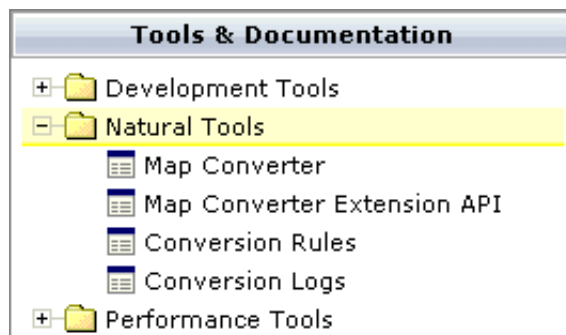 Tools & Documentation
Development Tools
Natural Tools
Map Converter
Map Converter Extension API
Conversion Rules
Conversion Logs
Performance Tools